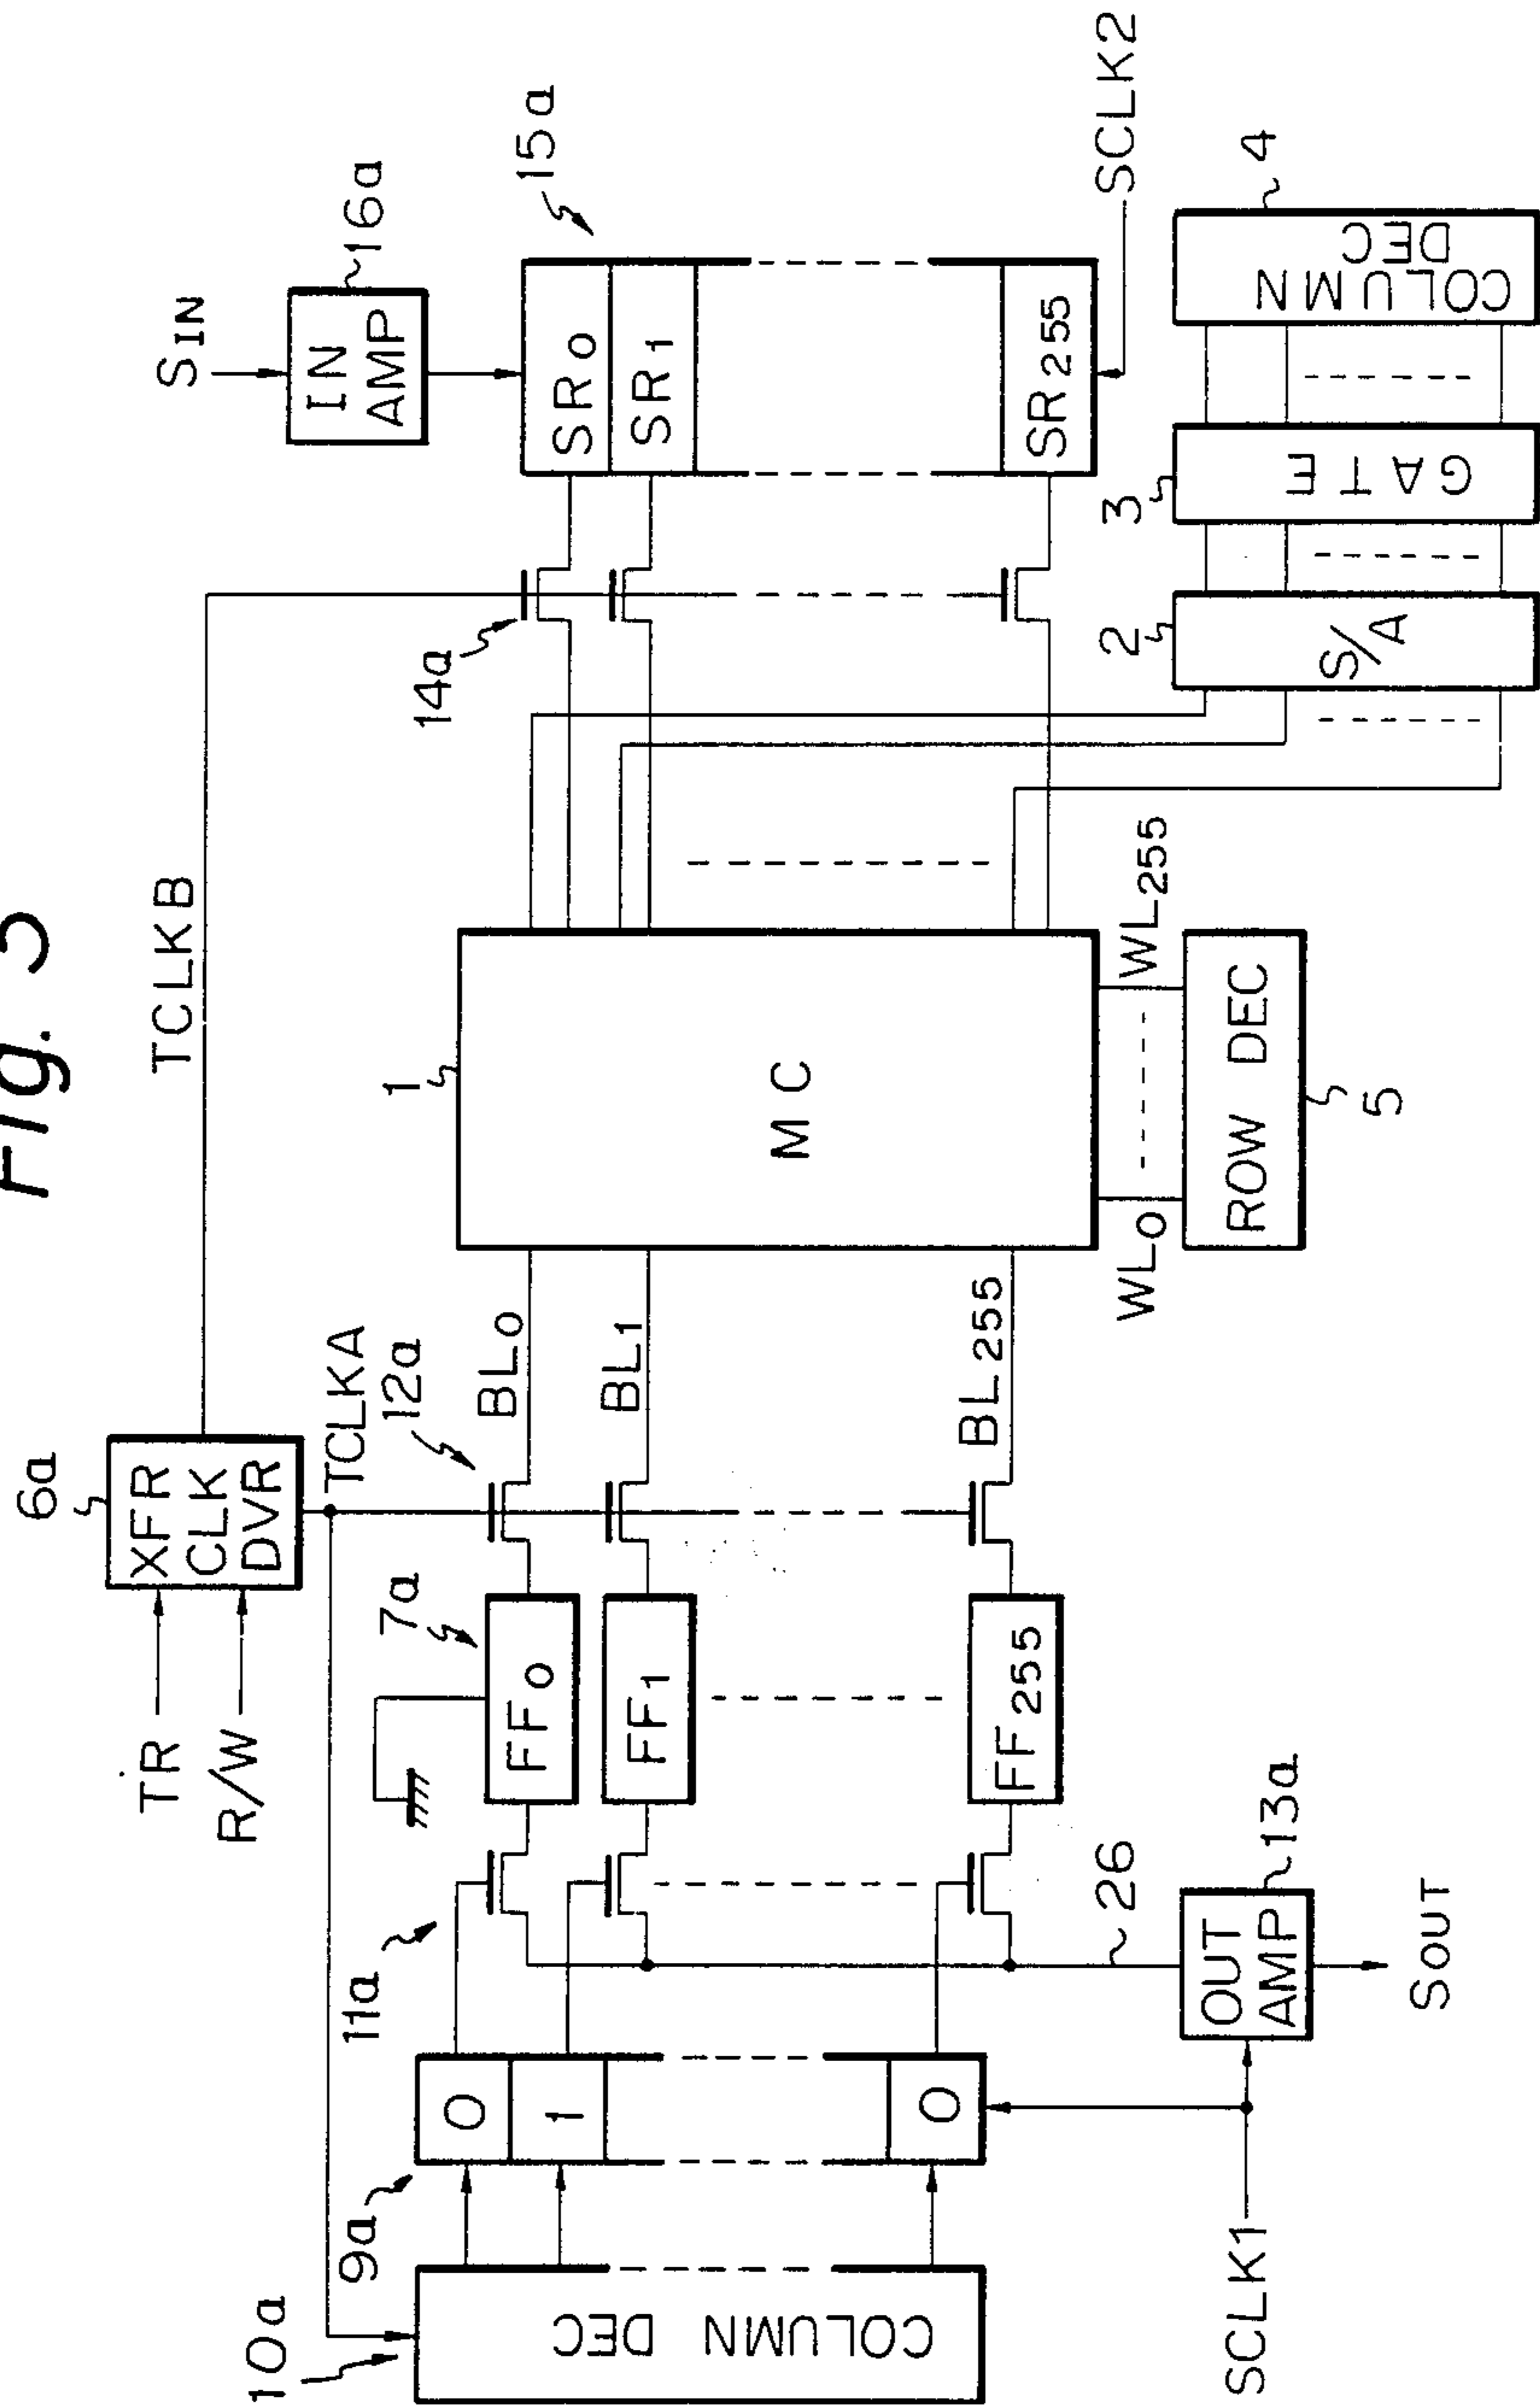 Fig.
6a
TR
R/W
XFR
CLK
DVR
TCLKB
TCLKA
SIN
IN
AMP
16a
10a
COLUMN DEC
9a
0
1
0
11a
7a
FF0
FF1
FF255
12a
BL0
BL1
BL255
1
MC
14a
15a
SR0
SR1
SR255
SCLK2
WL0
WL255
ROW DEC
5
2
S/A
3
GATE
4
COLUMN
DEC
26
SCLK1
OUT
AMP
13a
SOUT